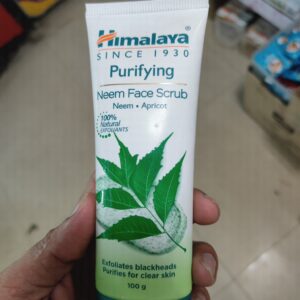 Himalaya
SINCE 1930
Purifying
Neem Face Scrub
Neem • Apricot
100%
Natural
EXFOLIANTS
Exfoliates blackheads
Purifies for clear skin
100 g